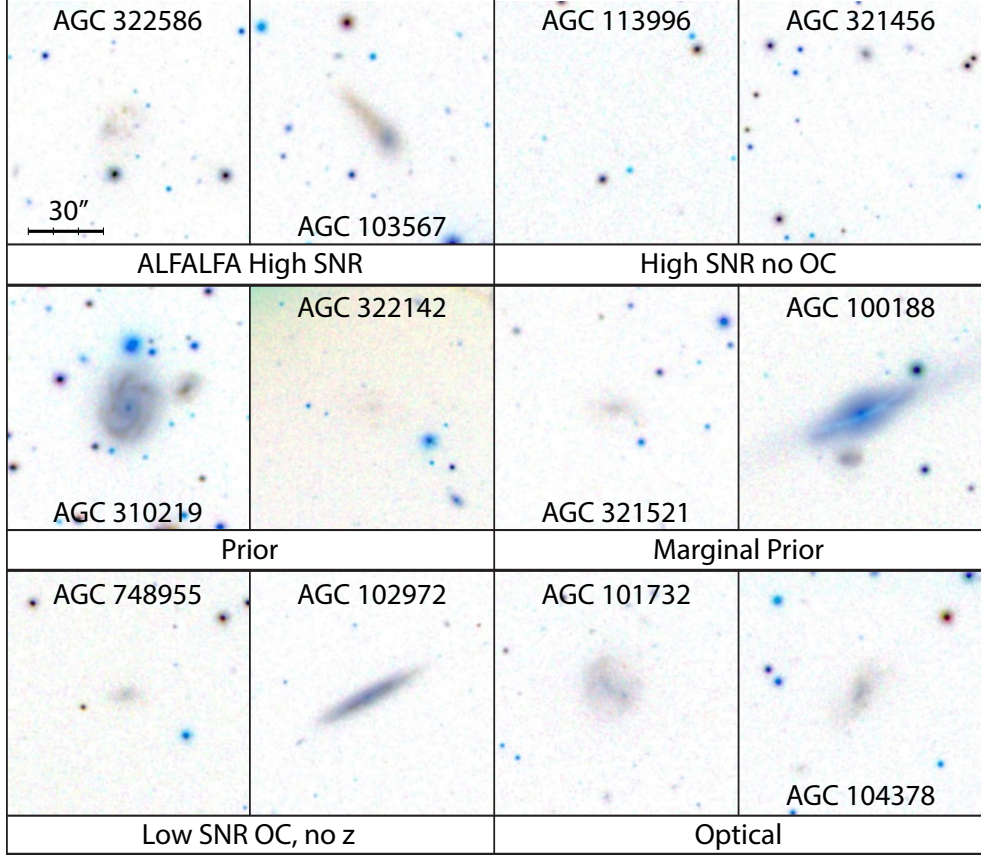 AGC 322586
AGC 113996
AGC 321456
30”
AGC 103567
ALFALFA High SNR
High SNR no OC
AGC 322142
AGC 100188
AGC 310219
AGC 321521
Prior
Marginal Prior
AGC 748955
AGC 102972
AGC 101732
AGC 104378
Low SNR OC, no z
Optical